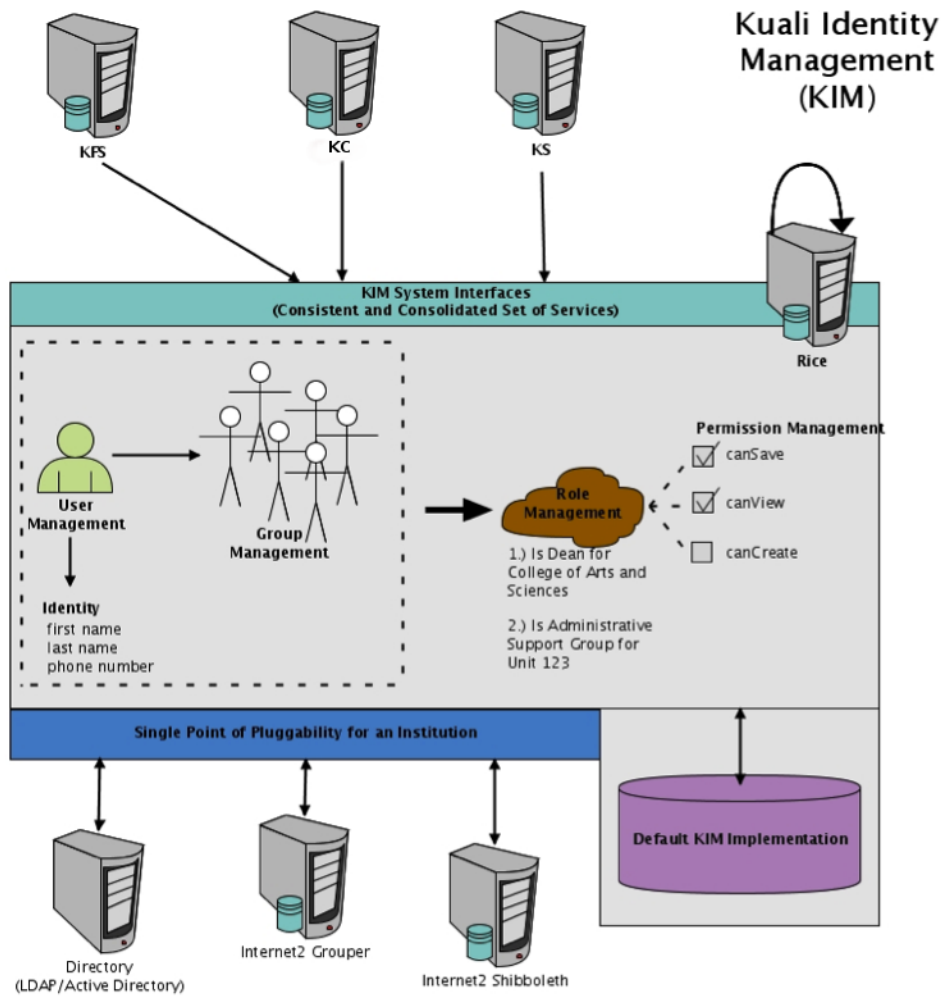 Kuali Identity
Management
(KIM)
KFS
KC
KS
KIM System Interfaces
(Consistent and Consolidated Set of Services)
Rice
Permission Management
canSave
canView
canCreate
User
Management
Group
Management
Role
Management
1.) Is Dean for
College of Arts and
Sciences
2.) Is Administrative
Support Group for
Unit 123
Identity
first name
last name
phone number
Single Point of Pluggability for an Institution
Default KIM Implementation
Directory
(LDAP/Active Directory)
Internet2 Grouper
Internet2 Shibboleth